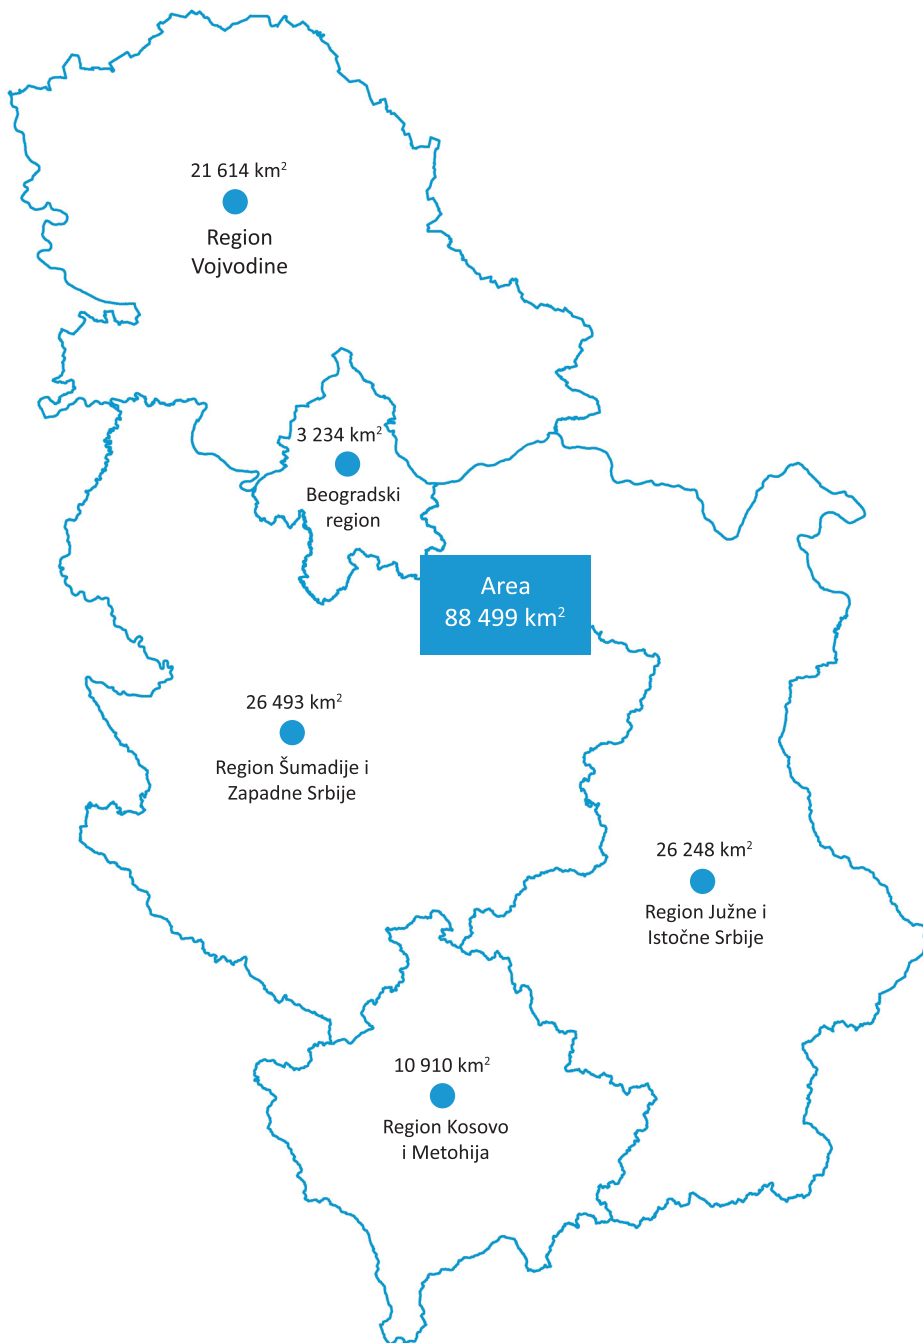 21 614 km²
Region
Vojvodine
3 234 km²
Beogradski
region
Area
88 499 km²
26 493 km²
Region Šumadije i
Zapadne Srbije
26 248 km²
Region Južne i
Istočne Srbije
10 910 km²
Region Kosovo
i Metohija